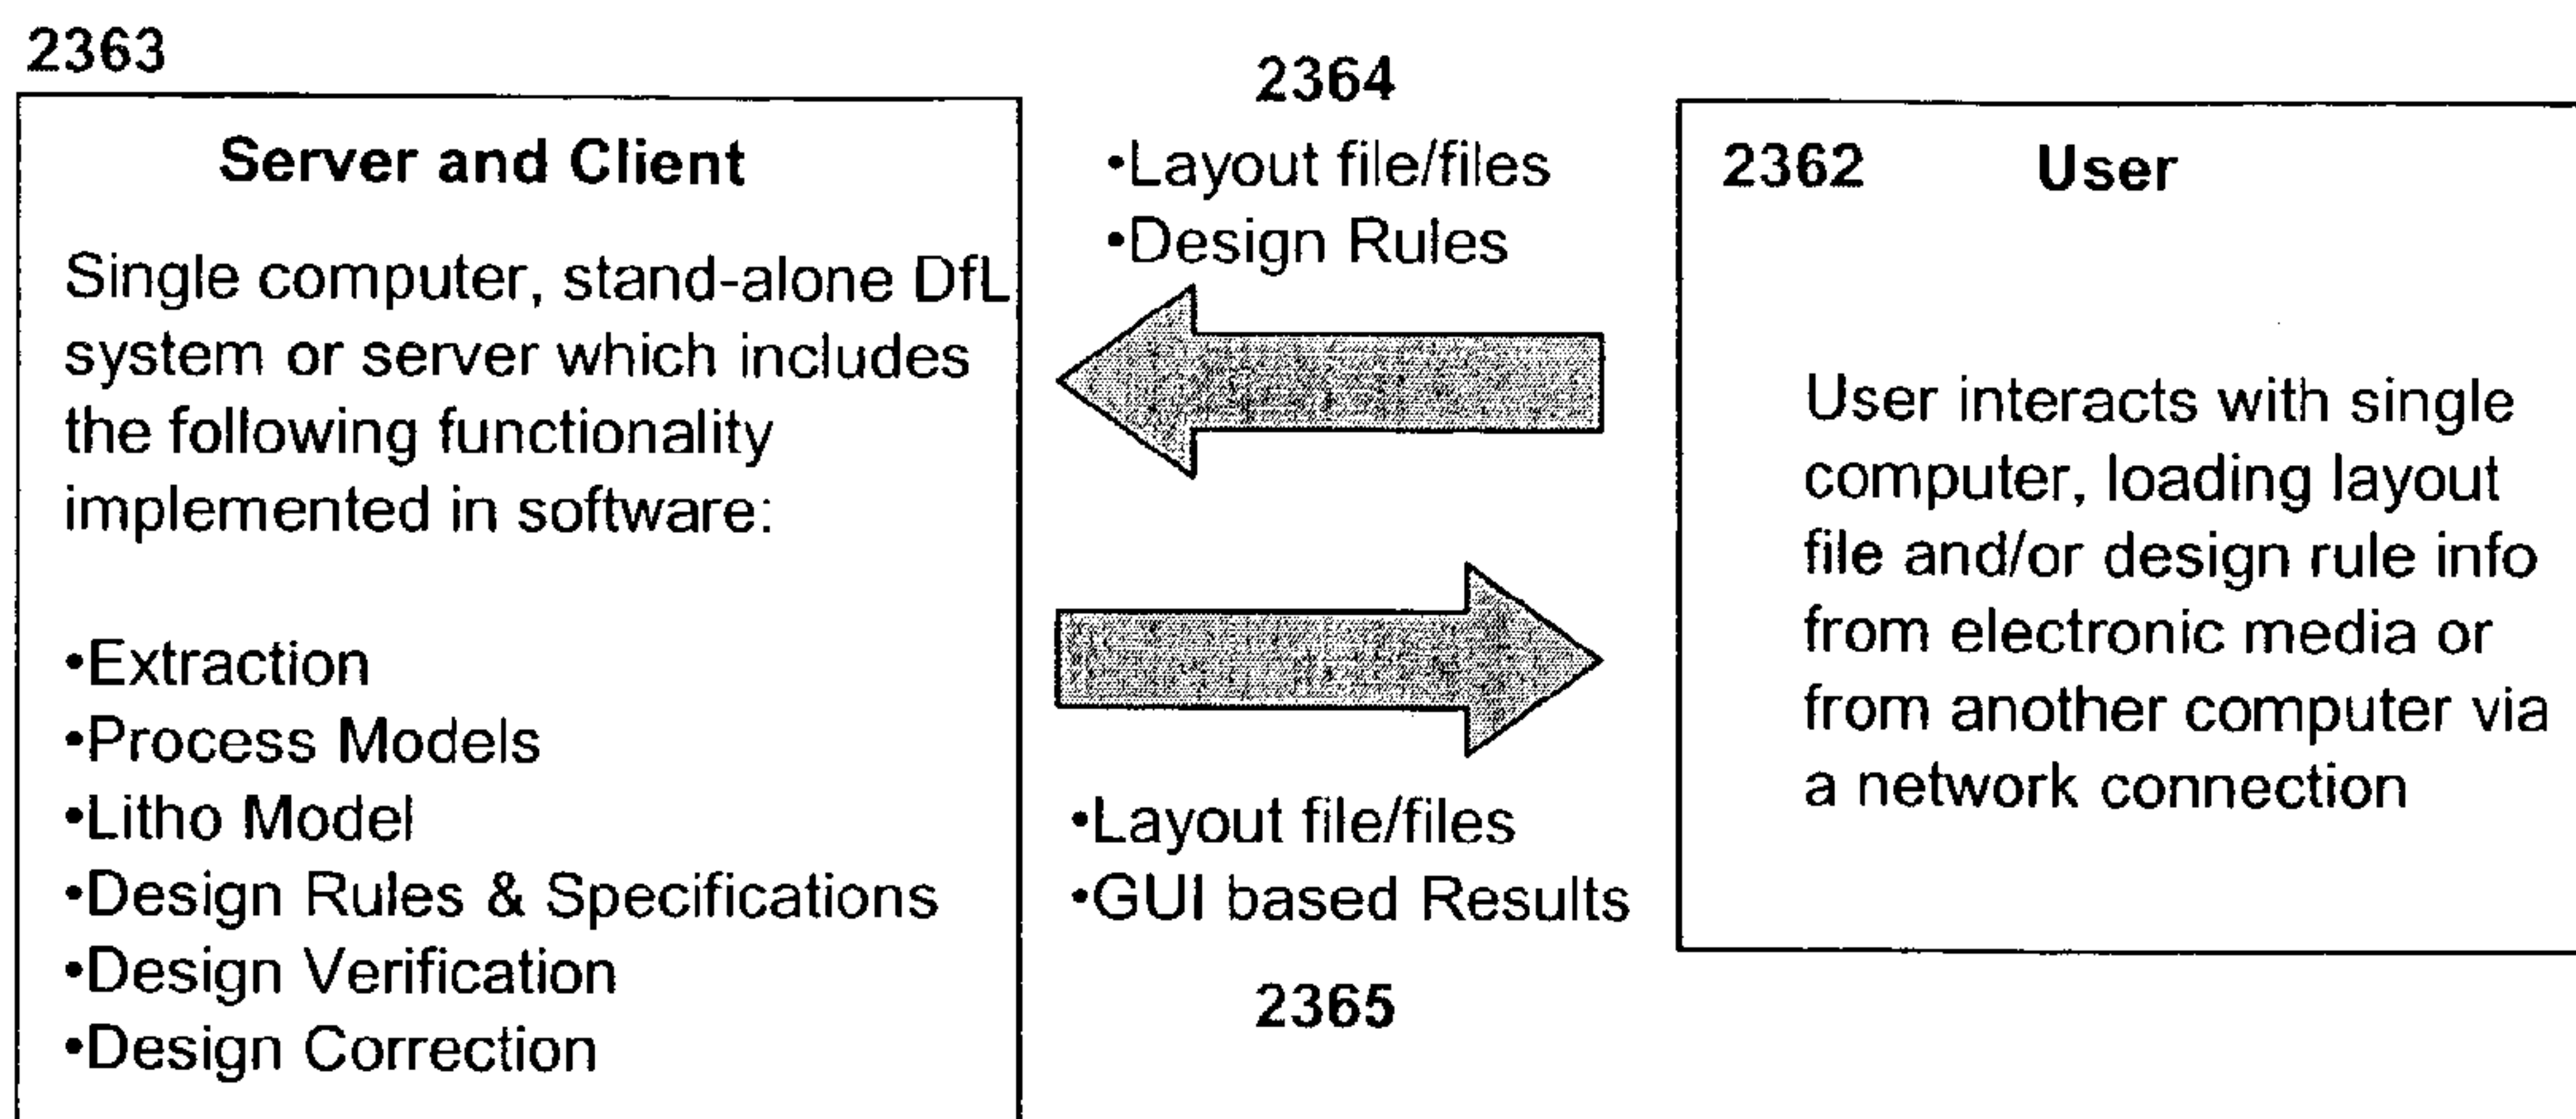 2363
Server and Client
Single computer, stand-alone DfL
system or server which includes
the following functionality
implemented in software:
•Extraction
•Process Models
•Litho Model
•Design Rules & Specifications
•Design Verification
•Design Correction
2364
•Layout file/files
•Design Rules
•Layout file/files
•GUI based Results
2365
2362 User
User interacts with single
computer, loading layout
file and/or design rule info
from electronic media or
from another computer via
a network connection